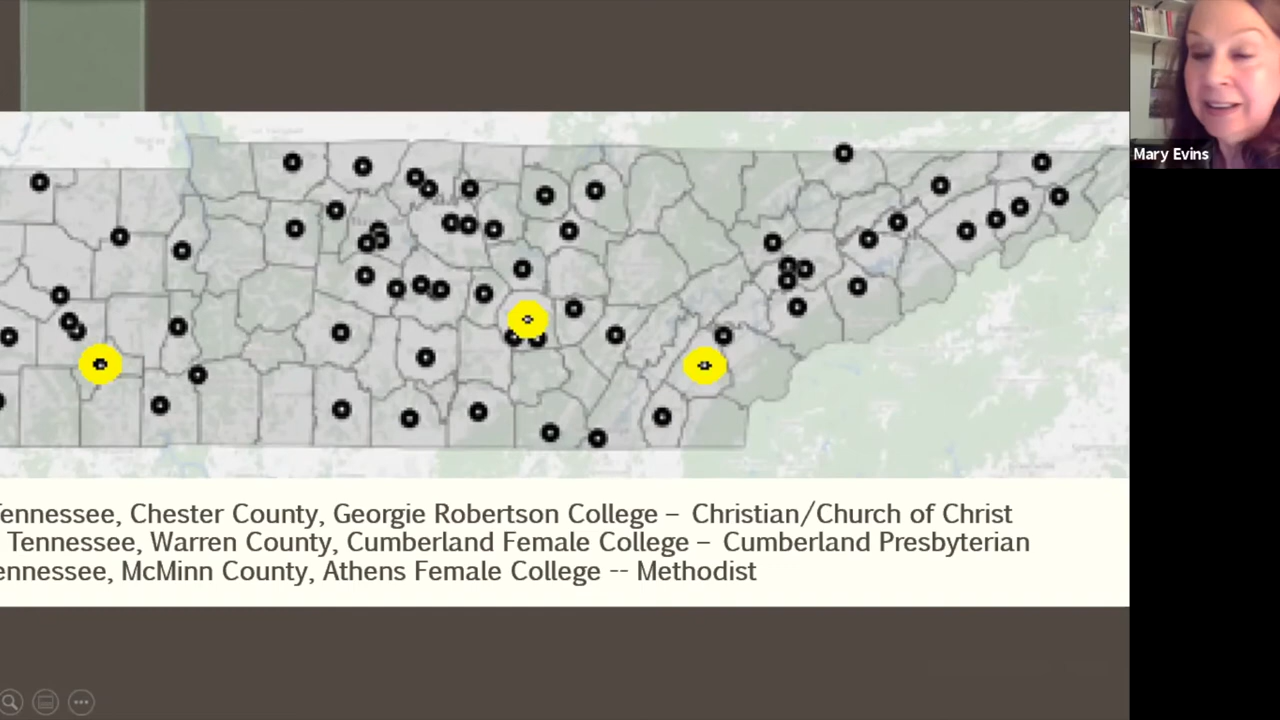 Mary Evins
Tennessee, Chester County, Georgie Robertson College – Christian/Church of Christ
Tennessee, Warren County, Cumberland Female College – Cumberland Presbyterian
ennessee, McMinn County, Athens Female College -- Methodist